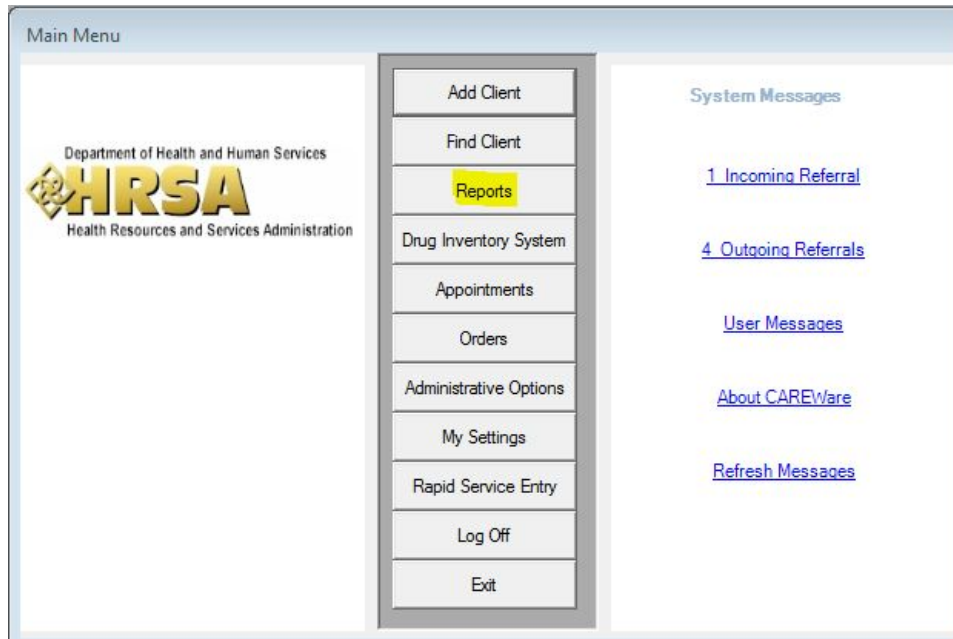 Main Menu
Department of Health and Human Services
HRSA
Health Resources and Services Administration
Add Client
Find Client
Reports
Drug Inventory System
Appointments
Orders
Administrative Options
My Settings
Rapid Service Entry
Log Off
Exit
System Messages
1 Incoming Referral
4 Outgoing Referrals
User Messages
About CAREWare
Refresh Messages